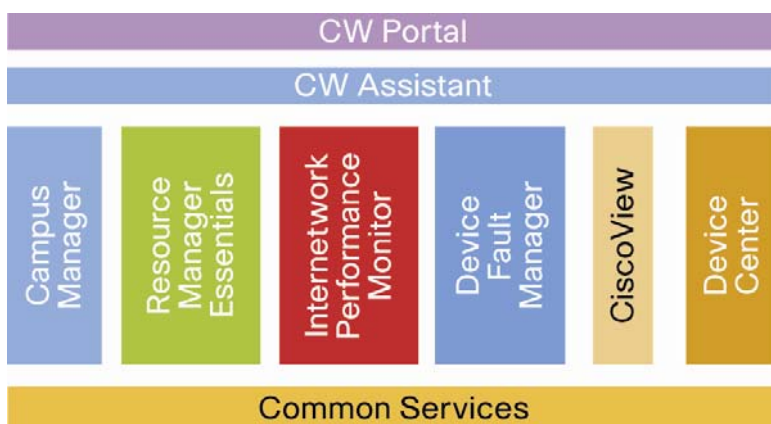 CW Portal
CW Assistant
Campus
Manager
Resource
Manager
Essentials
Internetwork
Performance
Monitor
Device
Fault
Manager
CiscoView
Device
Center
Common Services